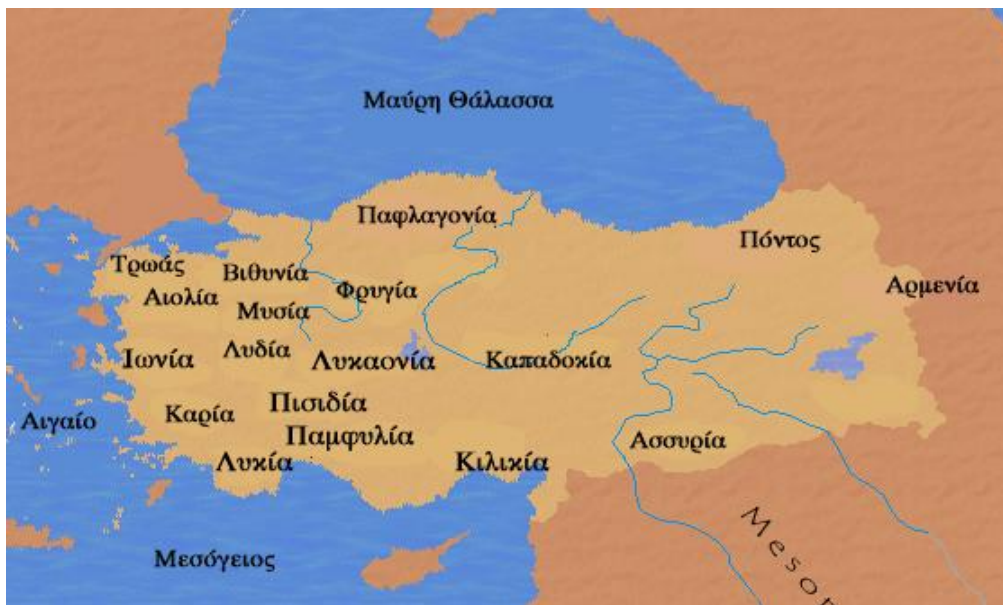 Μαύρη Θάλασσα
Παφλαγονία
Πόντος
Τρωάς
Βιθυνία
Αρμενία
Αιολία
Φρυγία
Μυσία
Ιωνία
Λυδία
Λυκαονία
Καπαδοκία
Αιγαίο
Καρία
Πισιδία
Παμφυλία
Ασσυρία
Λυκία
Κιλικία
Μεσόγειος
Mesop